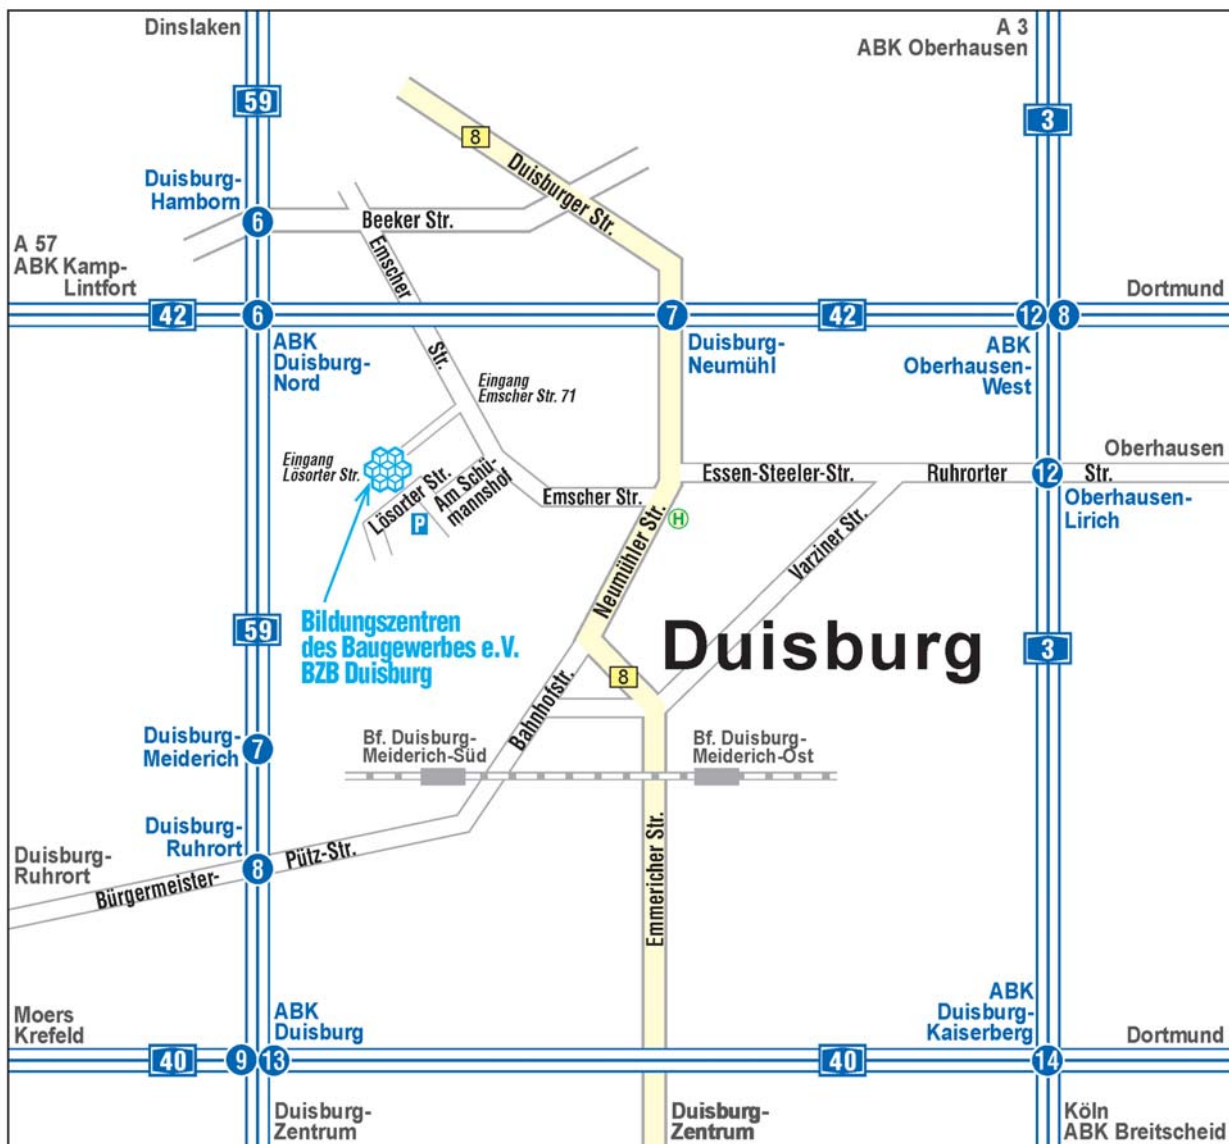 Dinslaken
A 3
ABK Oberhausen
59
3
8
Duisburger Str.
Duisburg-
Hamborn
6
Beeker Str.
A 57
ABK Kamp-
Lintfort
Emscher
Str.
Dortmund
42
6
7
42
12
8
ABK
Duisburg-
Nord
Duisburg-
Neumühl
ABK
Oberhausen-
West
Eingang
Emscher Str. 71
Eingang
Lösorter Str.
Lösorter Str.
Am Schü-
mannshof
P
Emscher Str.
Essen-Steeler-Str.
Ruhrorter
12
Str.
Oberhausen
Oberhausen-
Lirich
H
Neumühler Str.
Varziner Str.
59
Bildungszentren
des Baugewerbes e.V.
BZB Duisburg
Duisburg
3
8
Bahnhofstr.
Duisburg-
Meiderich
7
Bf. Duisburg-
Meiderich-Süd
Bf. Duisburg-
Meiderich-Ost
Duisburg-
Ruhrort
8
Duisburg-
Ruhrort
Bürgermeister-
Pütz-Str.
Emmericher Str.
Moers
Krefeld
ABK
Duisburg
ABK
Duisburg-
Kaiserberg
Dortmund
40
9
13
40
14
Duisburg-
Zentrum
Duisburg-
Zentrum
Köln
ABK Breitscheid